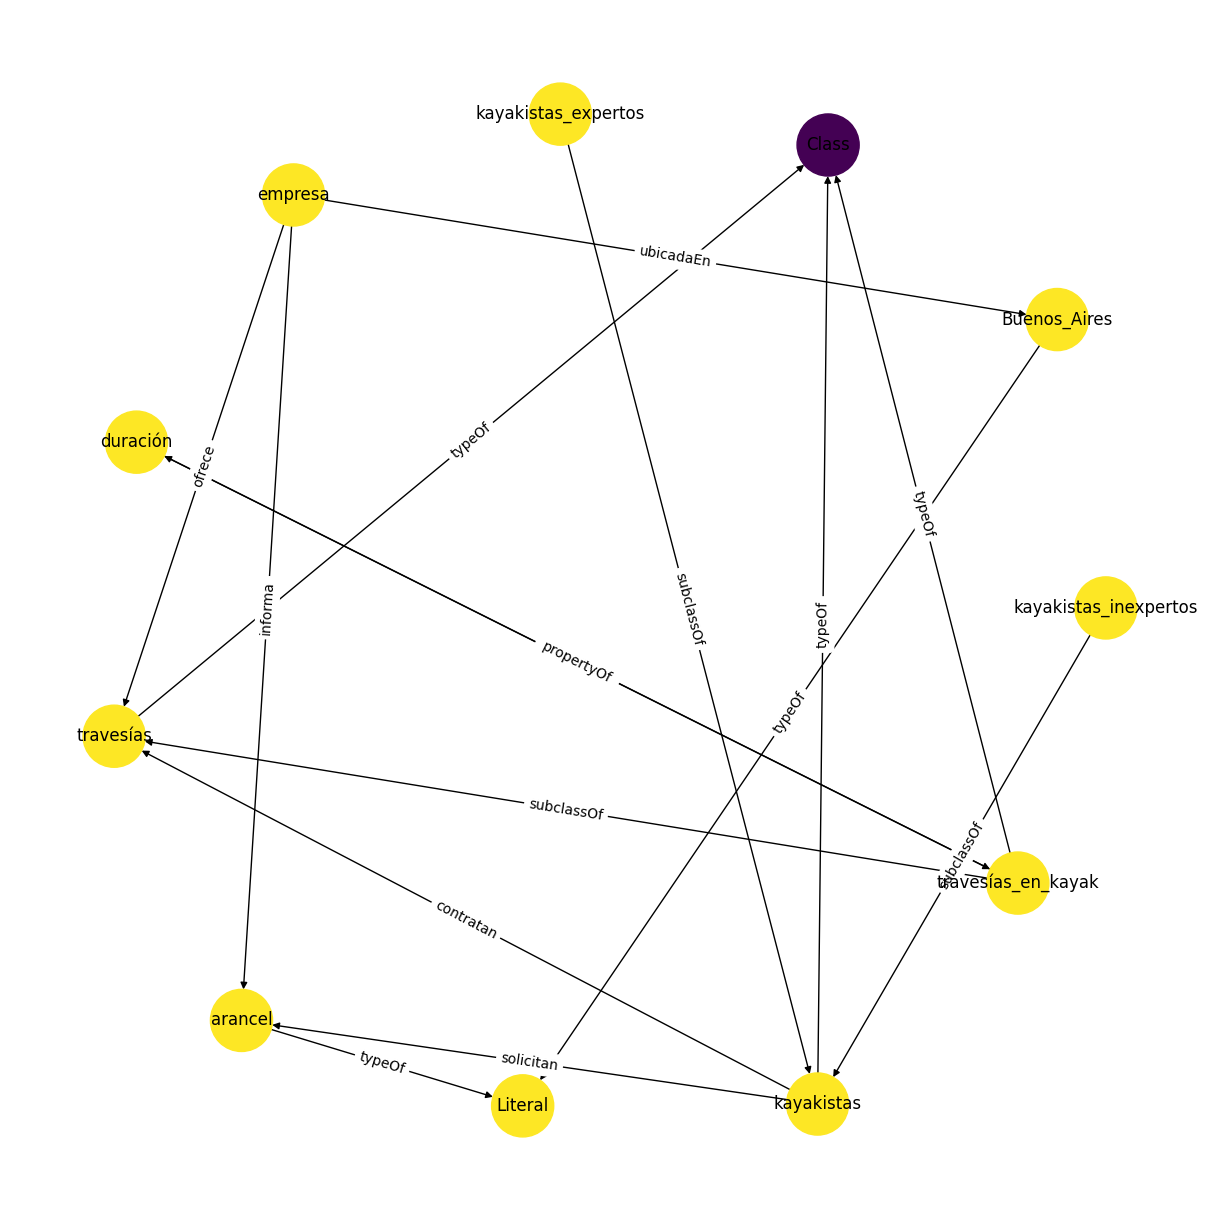 kayakistas_expertos
Class
empresa
ubicadaEn
Buenos_Aires
duración
typeOf
ofrece
typeOf
informa
subclassOf
typeOf
kayakistas_inexpertos
propertyOf
typeOf
travesías
subclassOf
subclassOf
travesías_en_kayak
contratan
arancel
typeOf
solicitan
Literal
kayakistas